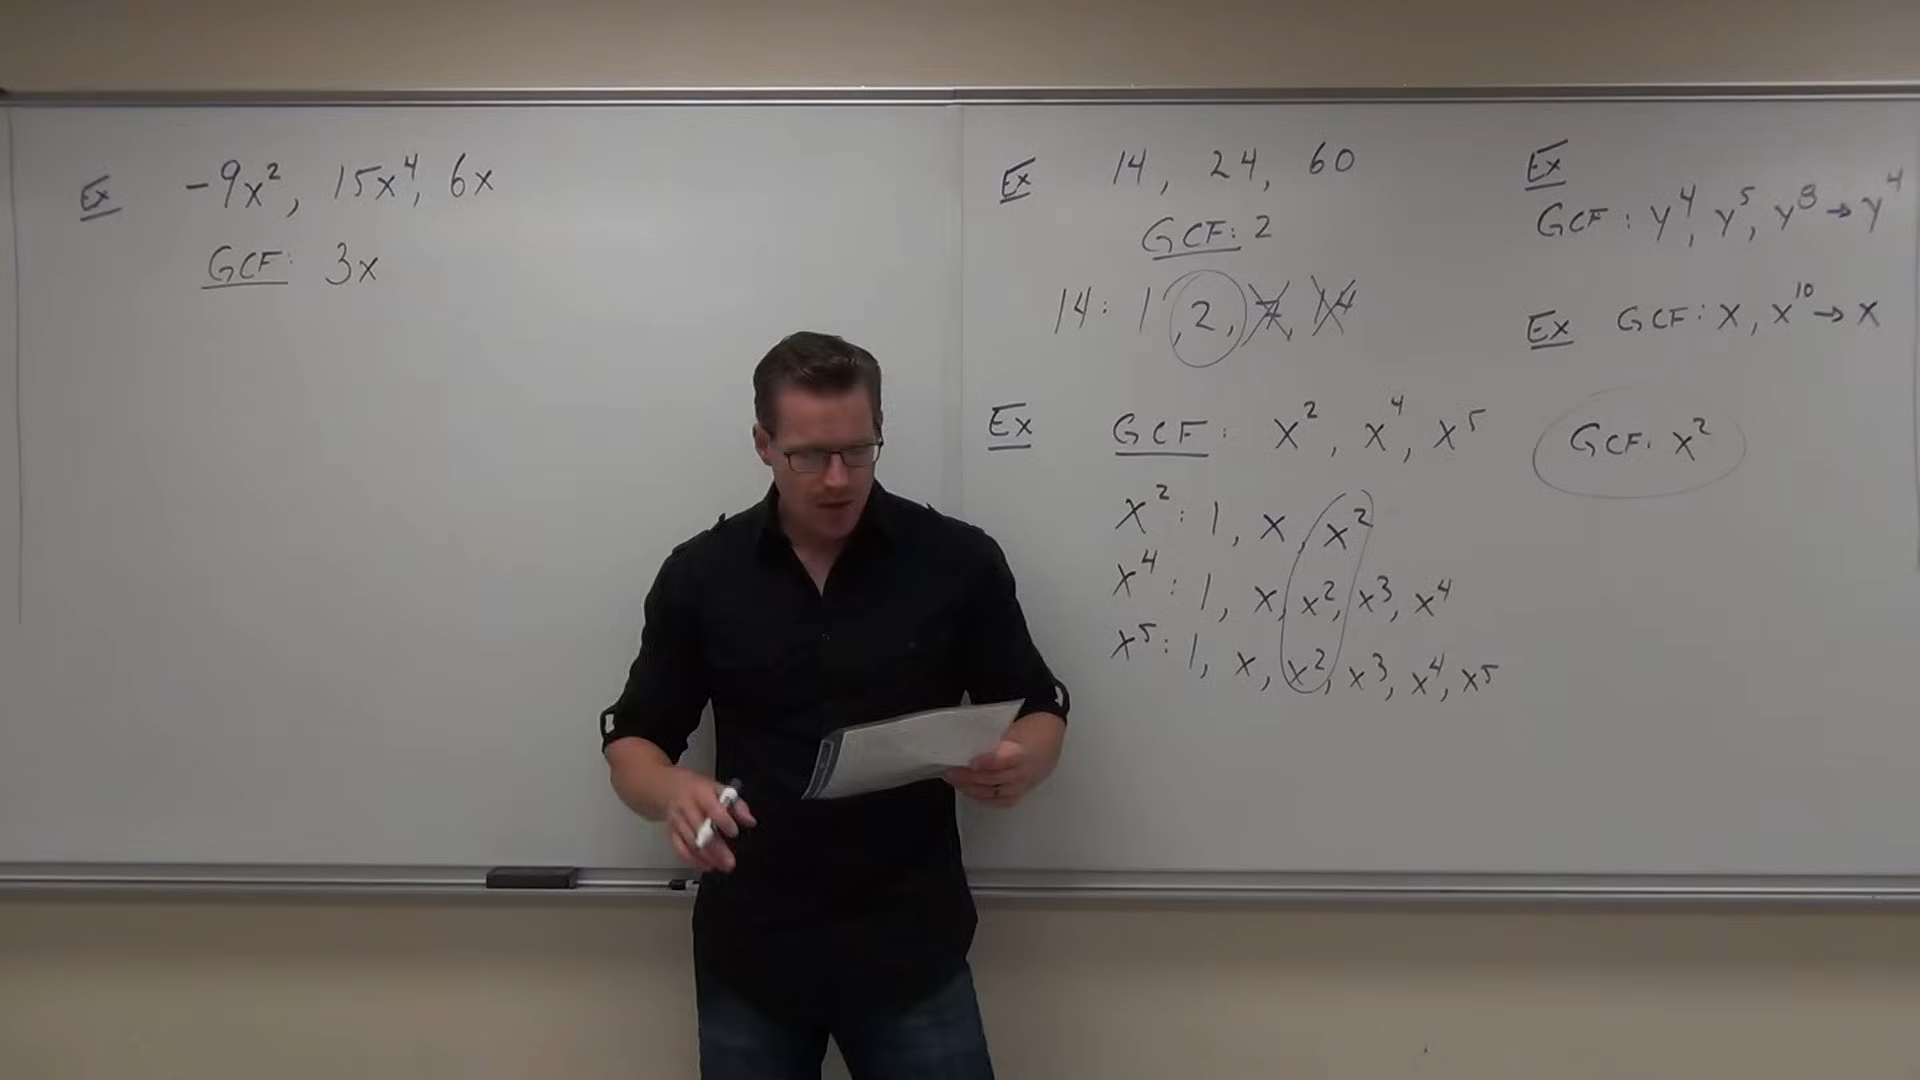 Ex -9x², 15x⁴, 6x
GCF: 3x
Ex 14, 24, 60
GCF: 2
14: 1, 2, 7, 14
Ex GCF: x², x⁴, x⁵
x²: 1, x, x²
x⁴: 1, x, x², x³, x⁴
x⁵: 1, x, x², x³, x⁴, x⁵
Ex
GCF: y⁴, y⁵, y⁸ → y⁴
Ex GCF: x, x¹⁰ → x
GCF: x²